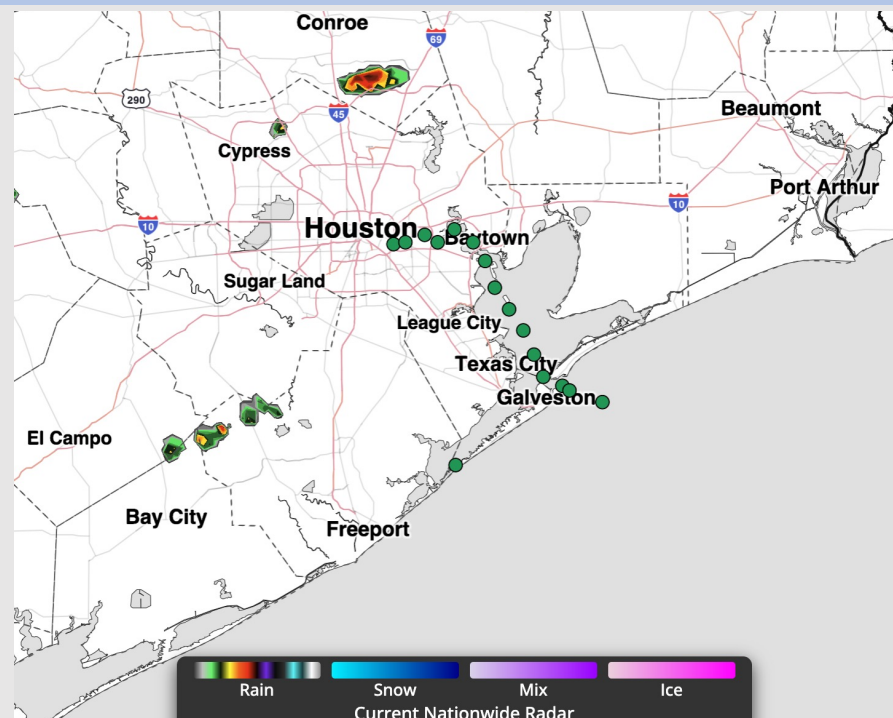 Conroe
69
290
45
Beaumont
Cypress
Port Arthur
10
10
Houston
Baytown
Sugar Land
League City
Texas City
Galveston
El Campo
Bay City
Freeport
Rain
Snow
Mix
Ice
Current Nationwide Radar